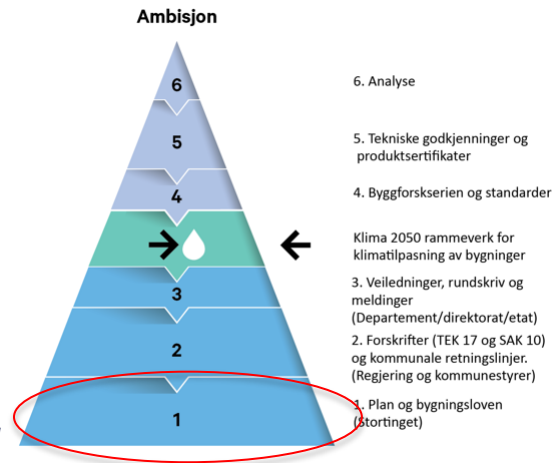 Ambisjon
6
6. Analyse
5
5. Tekniske godkjenninger og
produktsertifikater
4
4. Byggforskserien og standarder
Klima 2050 rammeverk for
klimatilpasning av bygninger
3
3. Veiledninger, rundskriv og
meldinger
(Departement/direktorat/etat)
2
2. Forskrifter (TEK 17 og SAK 10)
og kommunale retningslinjer.
(Regjering og kommunestyrer)
1
1. Plan og bygningsloven
(Stortinget)